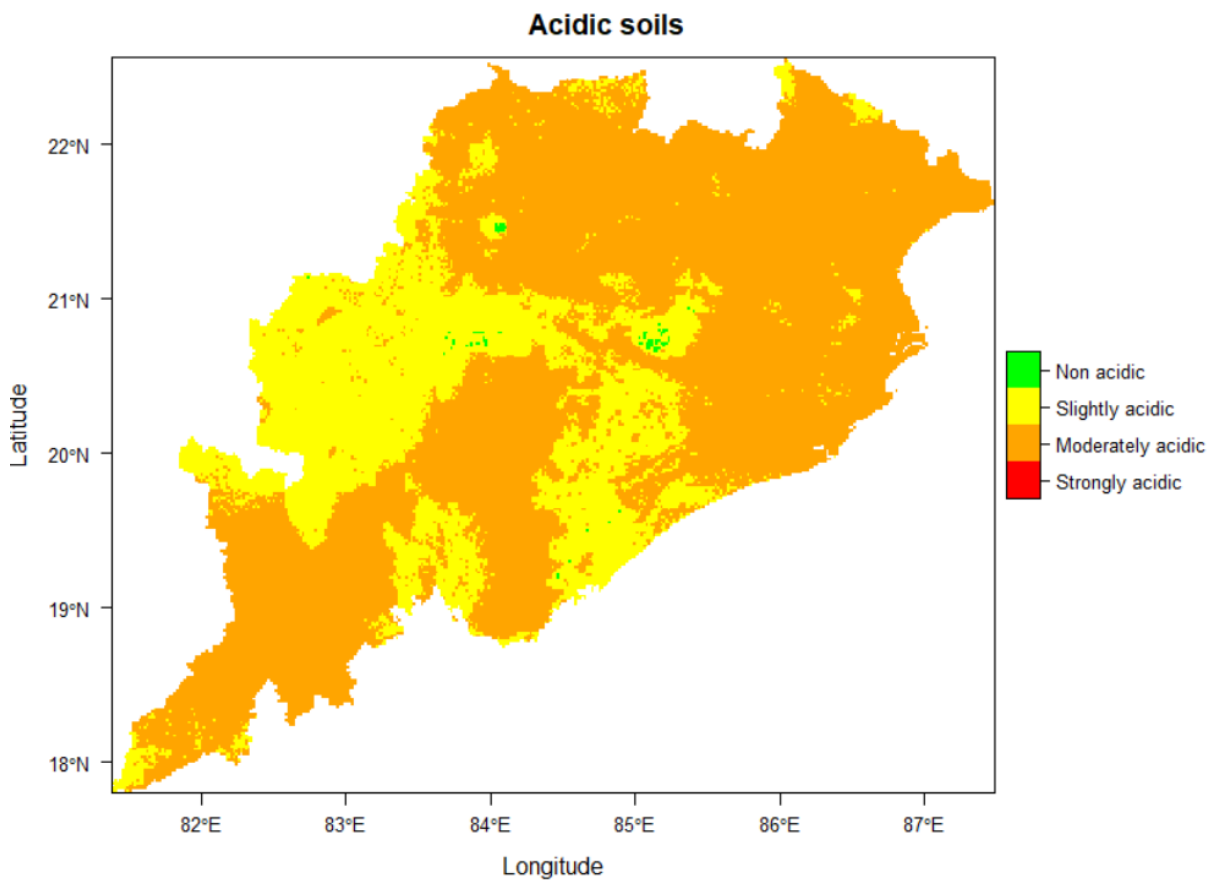 Acidic soils
Latitude
22°N
21°N
20°N
19°N
18°N
82°E 83°E 84°E 85°E 86°E 87°E
Longitude
Non acidic
Slightly acidic
Moderately acidic
Strongly acidic